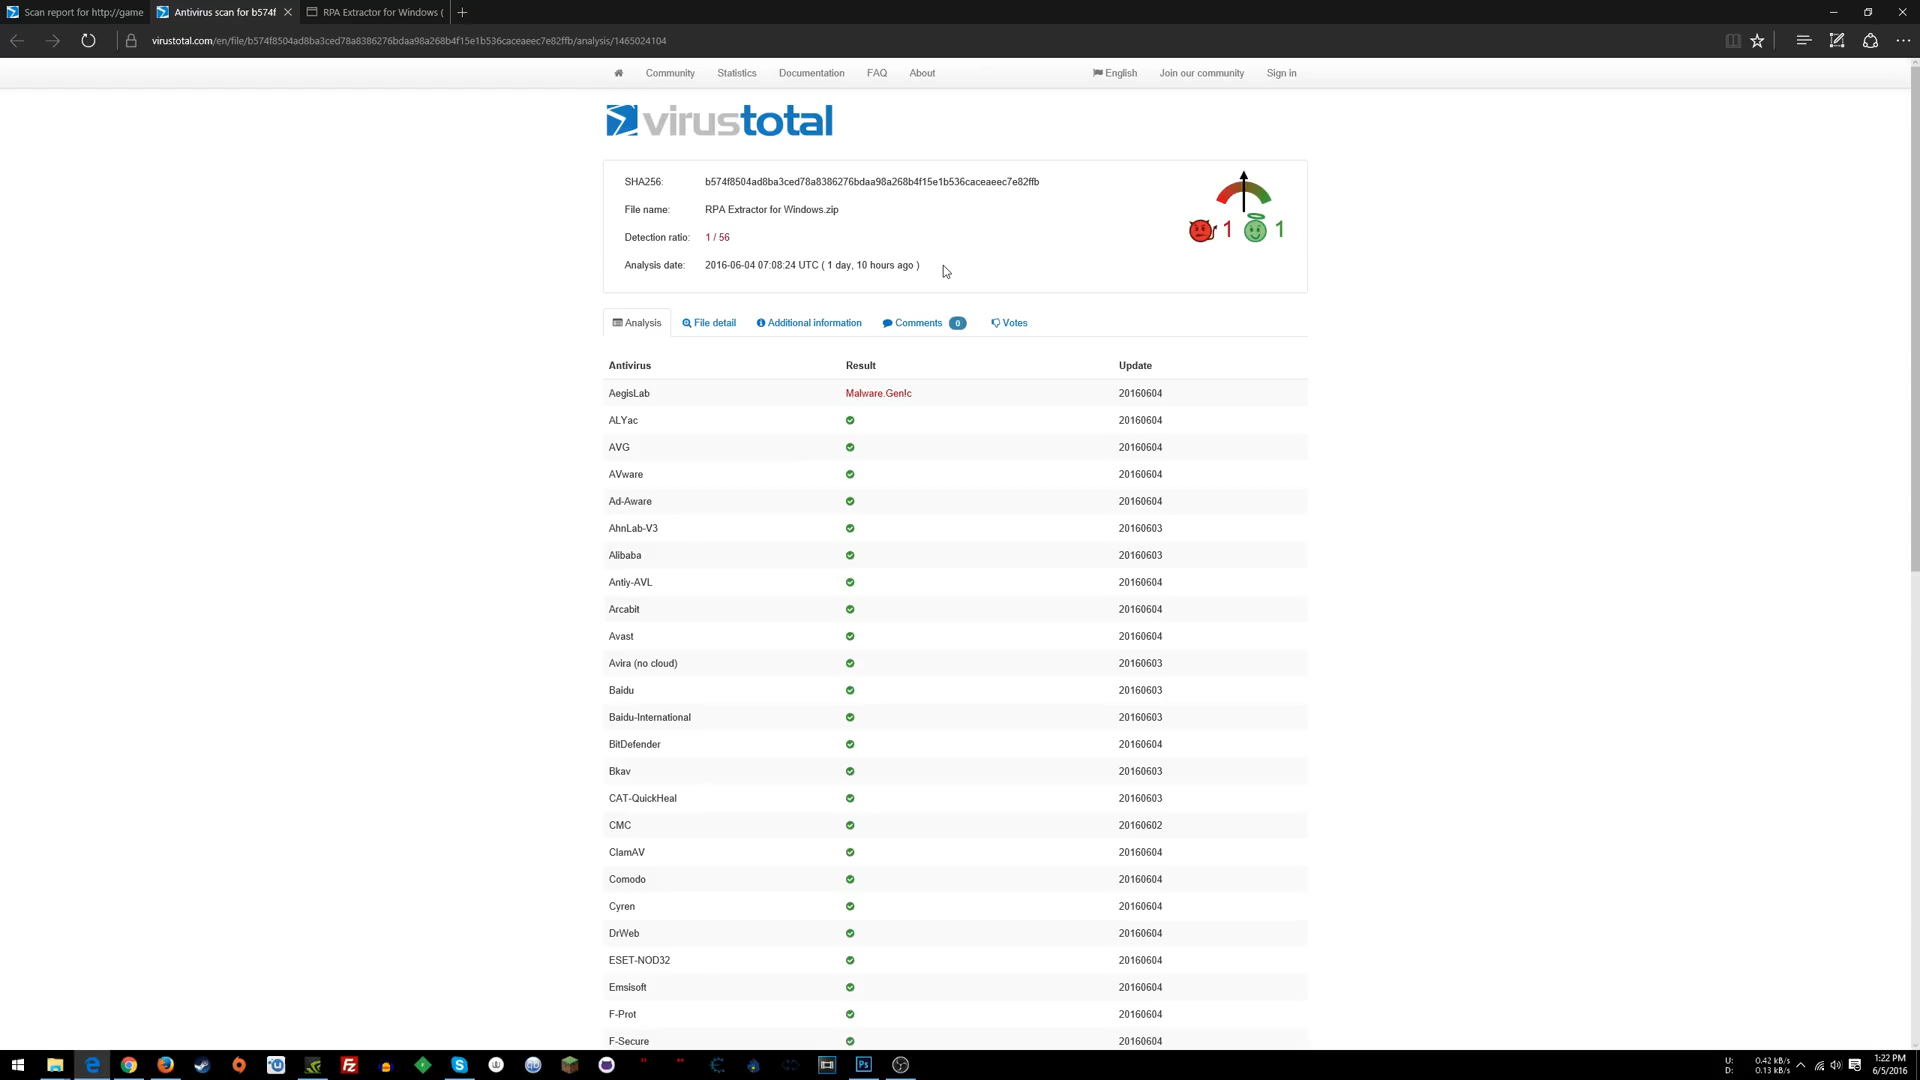 Scan report for http://game
Antivirus scan for b574f
RPA Extractor for Windows (
virustotal.com/en/file/b574f8504ad8ba3ced78a8386276bdaa98a268b4f15e1b536caceaeec7e82ffb/analysis/1465024104
Community Statistics Documentation FAQ About English Join our community Sign in
virustotal
SHA256: b574f8504ad8ba3ced78a8386276bdaa98a268b4f15e1b536caceaeec7e82ffb
File name: RPA Extractor for Windows.zip
Detection ratio: 1 / 56
1 1
Analysis date: 2016-06-04 07:08:24 UTC ( 1 day, 10 hours ago )
Analysis File detail Additional information Comments 0 Votes
Antivirus Result Update
AegisLab Malware.Gen!c 20160604
ALYac 20160604
AVG 20160604
AVware 20160604
Ad-Aware 20160604
AhnLab-V3 20160603
Alibaba 20160603
Antiy-AVL 20160604
Arcabit 20160604
Avast 20160604
Avira (no cloud) 20160603
Baidu 20160603
Baidu-International 20160603
BitDefender 20160604
Bkav 20160603
CAT-QuickHeal 20160603
CMC 20160602
ClamAV 20160604
Comodo 20160604
Cyren 20160604
DrWeb 20160604
ESET-NOD32 20160604
Emsisoft 20160604
F-Prot 20160604
F-Secure 20160604
U: 0.42 kB/s
D: 0.13 kB/s
1:22 PM
6/5/2016